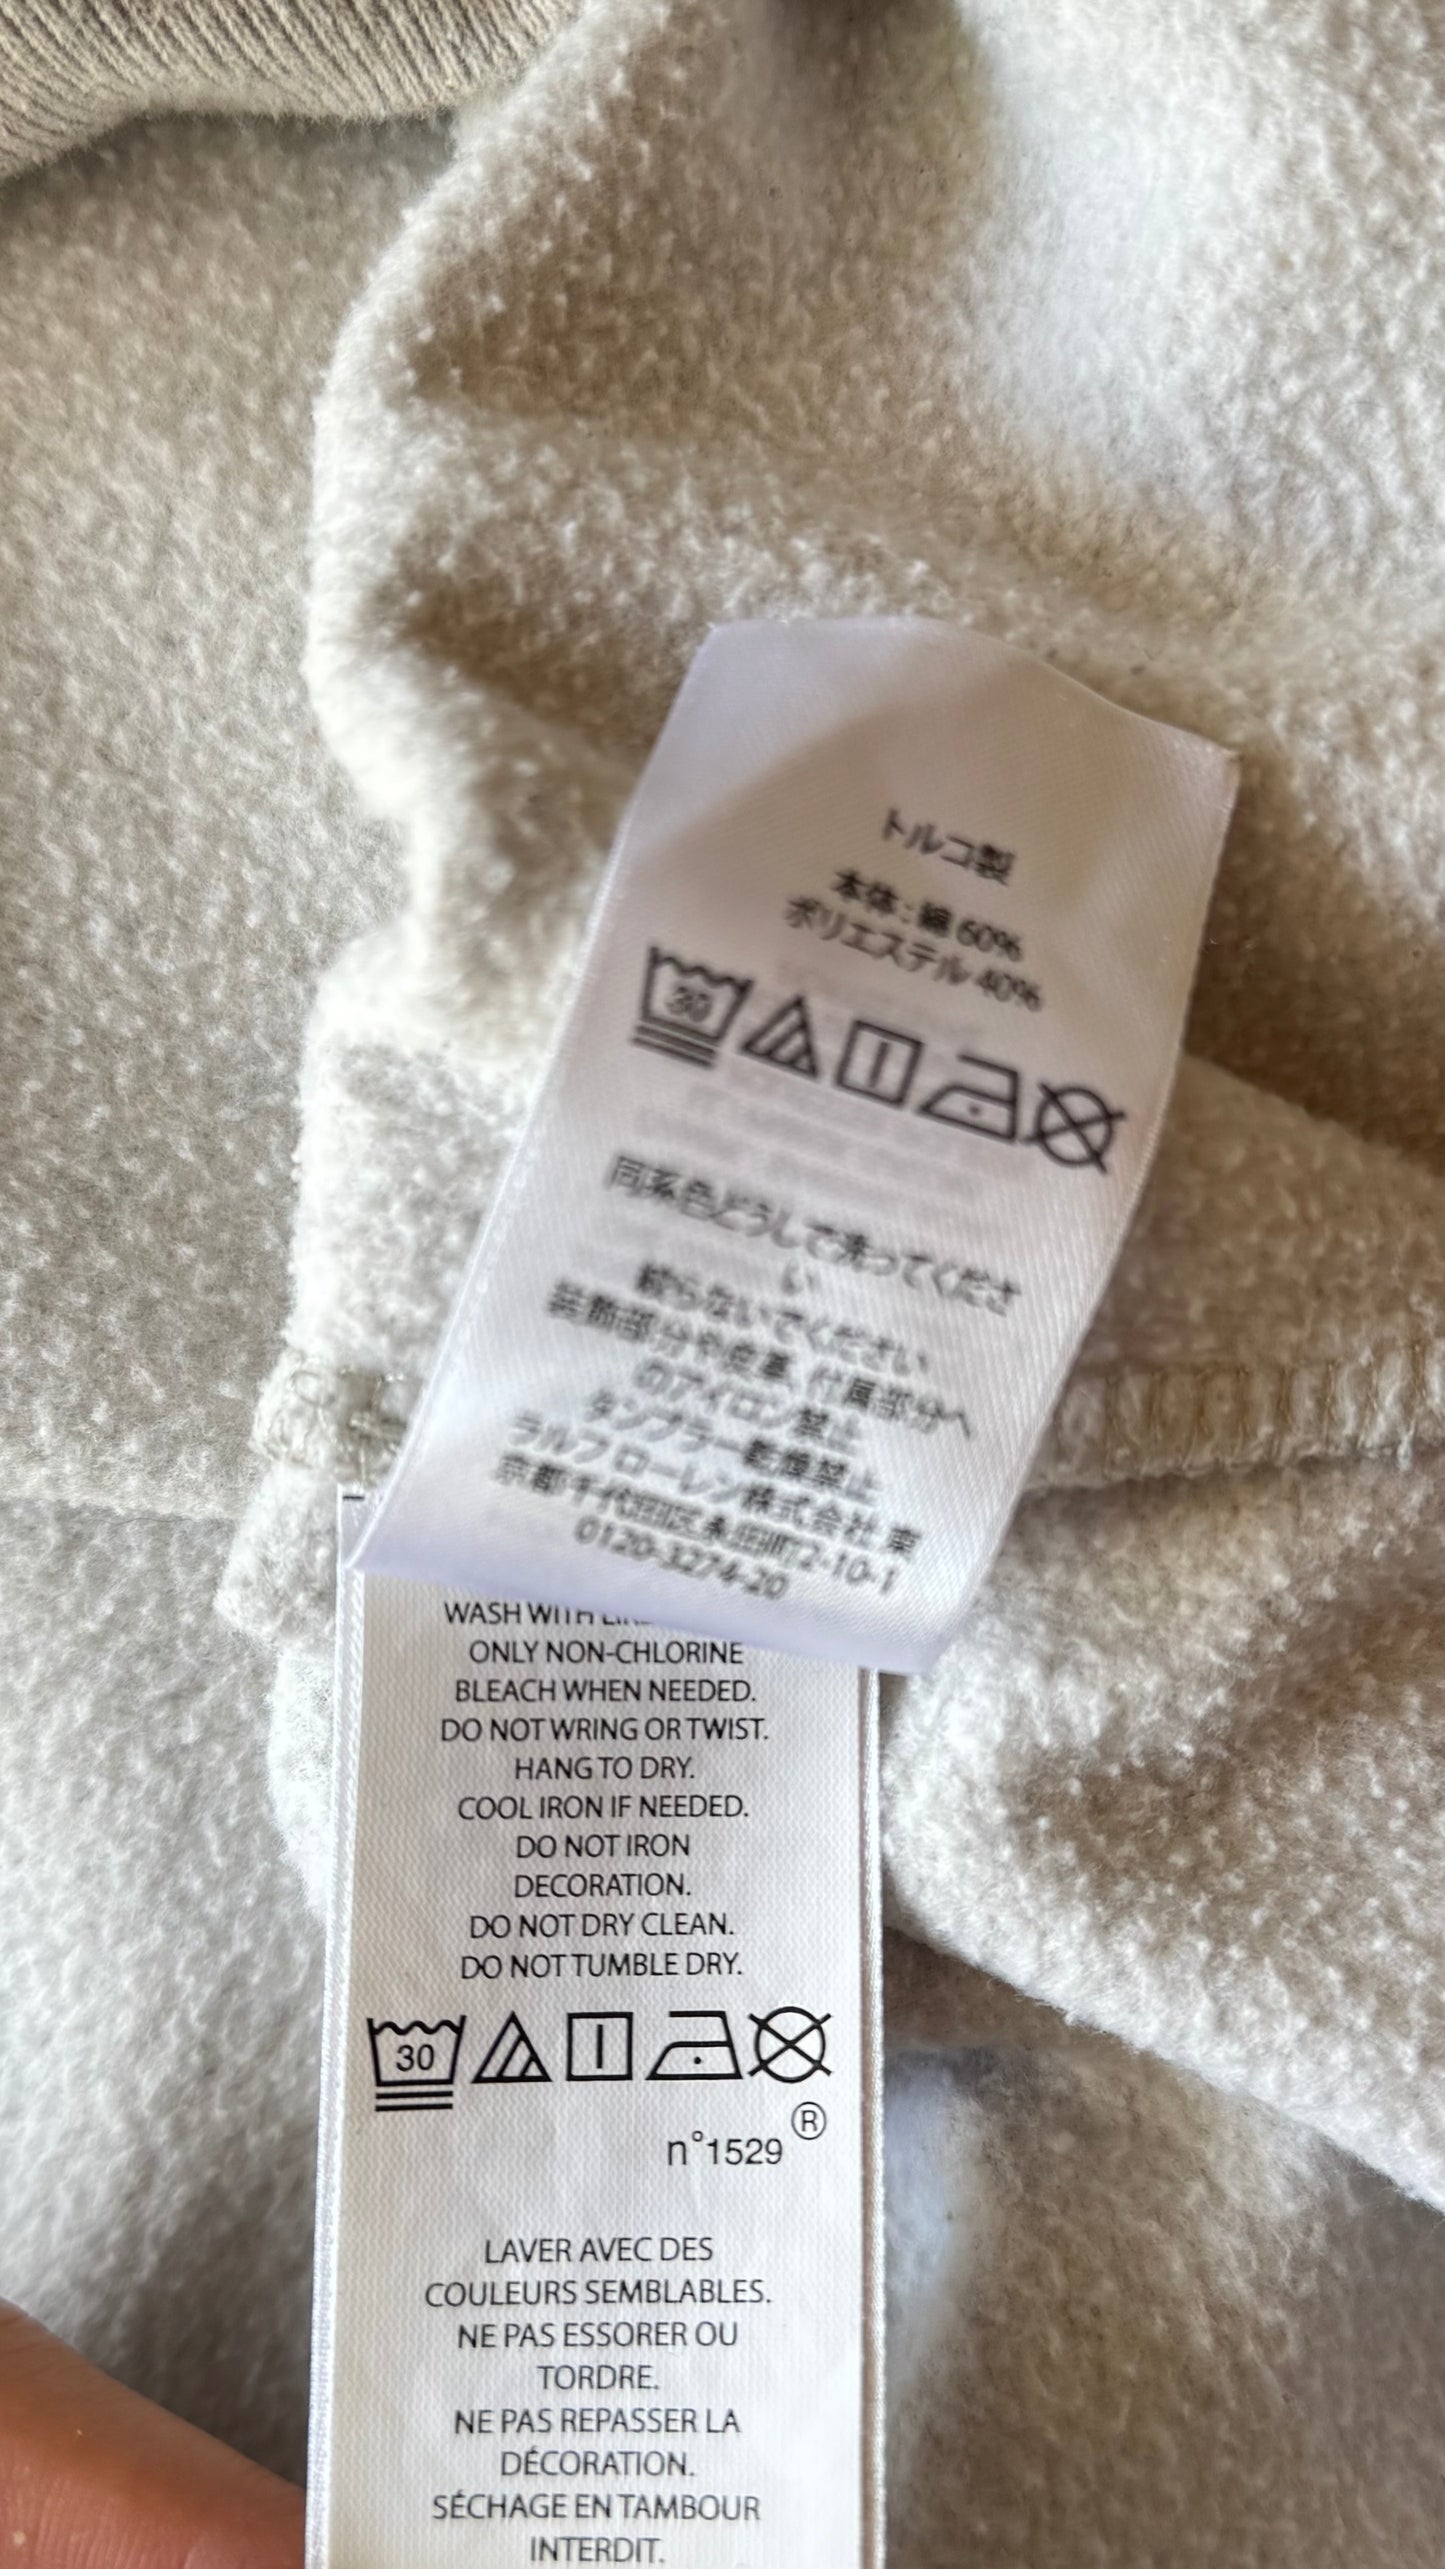 トルコ製
本体 : 綿 60%
ポリエステル 40%
30
同系色どうしで洗ってくださ
い
絞らないでください
装飾部分や皮革、付属部分へ
のアイロン禁止
タンブラー乾燥禁止
ラルフ ローレン株式会社 東
京都千代田区永田町2-10-1
0120-3274-20
WASH WITH
ONLY NON-CHLORINE
BLEACH WHEN NEEDED.
DO NOT WRING OR TWIST.
HANG TO DRY.
COOL IRON IF NEEDED.
DO NOT IRON
DECORATION.
DO NOT DRY CLEAN.
DO NOT TUMBLE DRY.
30
n°1529 ®
LAVER AVEC DES
COULEURS SEMBLABLES.
NE PAS ESSORER OU
TORDRE.
NE PAS REPASSER LA
DÉCORATION.
SÉCHAGE EN TAMBOUR
INTERDIT.